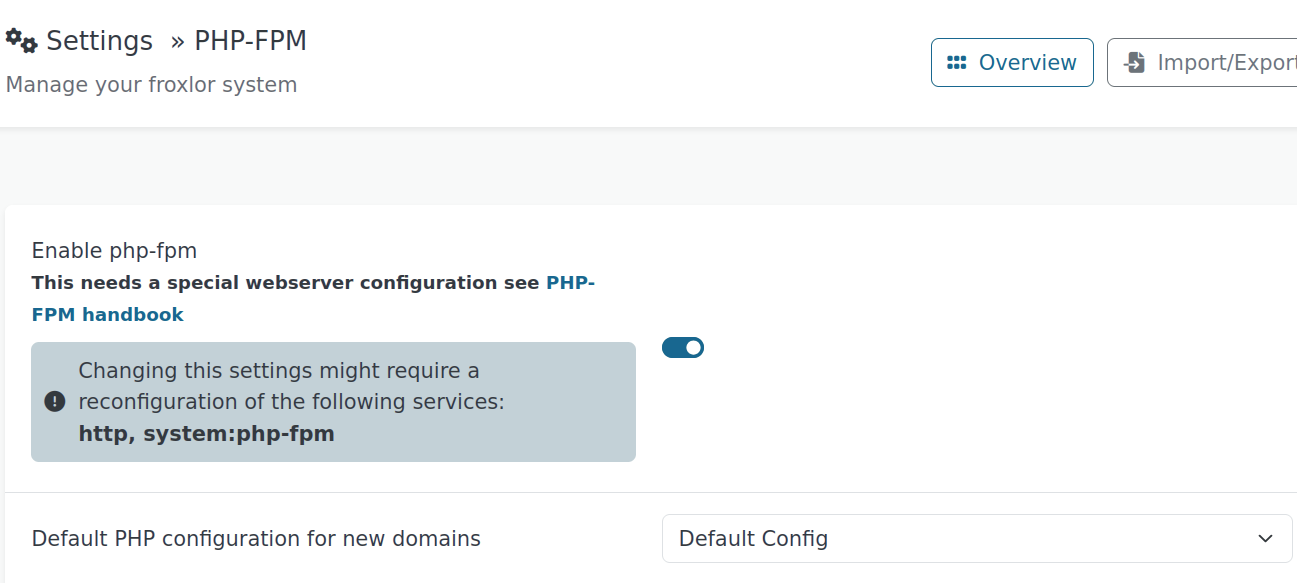 Settings » PHP-FPM
Manage your froxlor system
Overview
Import/Export
Enable php-fpm
This needs a special webserver configuration see PHP-
FPM handbook
Changing this settings might require a
reconfiguration of the following services:
http, system:php-fpm
Default PHP configuration for new domains
Default Config